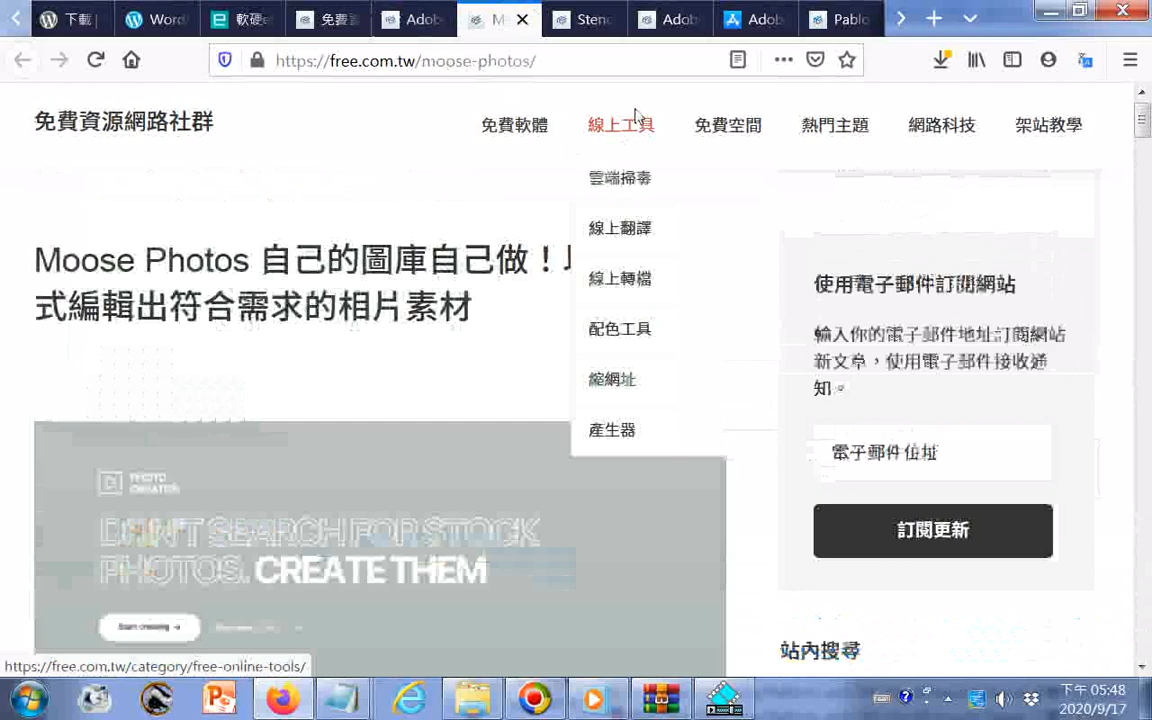 下載
Word
軟硬
免費
Adob
M
Stenc
Adob
Adob
Pablo
https://free.com.tw/moose-photos/
免費資源網路社群
免費軟體
線上工具
免費空間
熱門主題
網路科技
架站教學
雲端掃毒
線上翻譯
線上轉檔
配色工具
縮網址
產生器
Moose Photos 自己的圖庫自己做！
式編輯出符合需求的相片素材
使用電子郵件訂閱網站
輸入你的電子郵件地址訂閱網站
新文章，使用電子郵件接收通
知。
電子郵件位址
訂閱更新
PHOTO
CREATOR
DON'T SEARCH FOR STOCK
PHOTOS. CREATE THEM
Start creating →
站內搜尋
https://free.com.tw/category/free-online-tools/
下午 05:48
2020/9/17